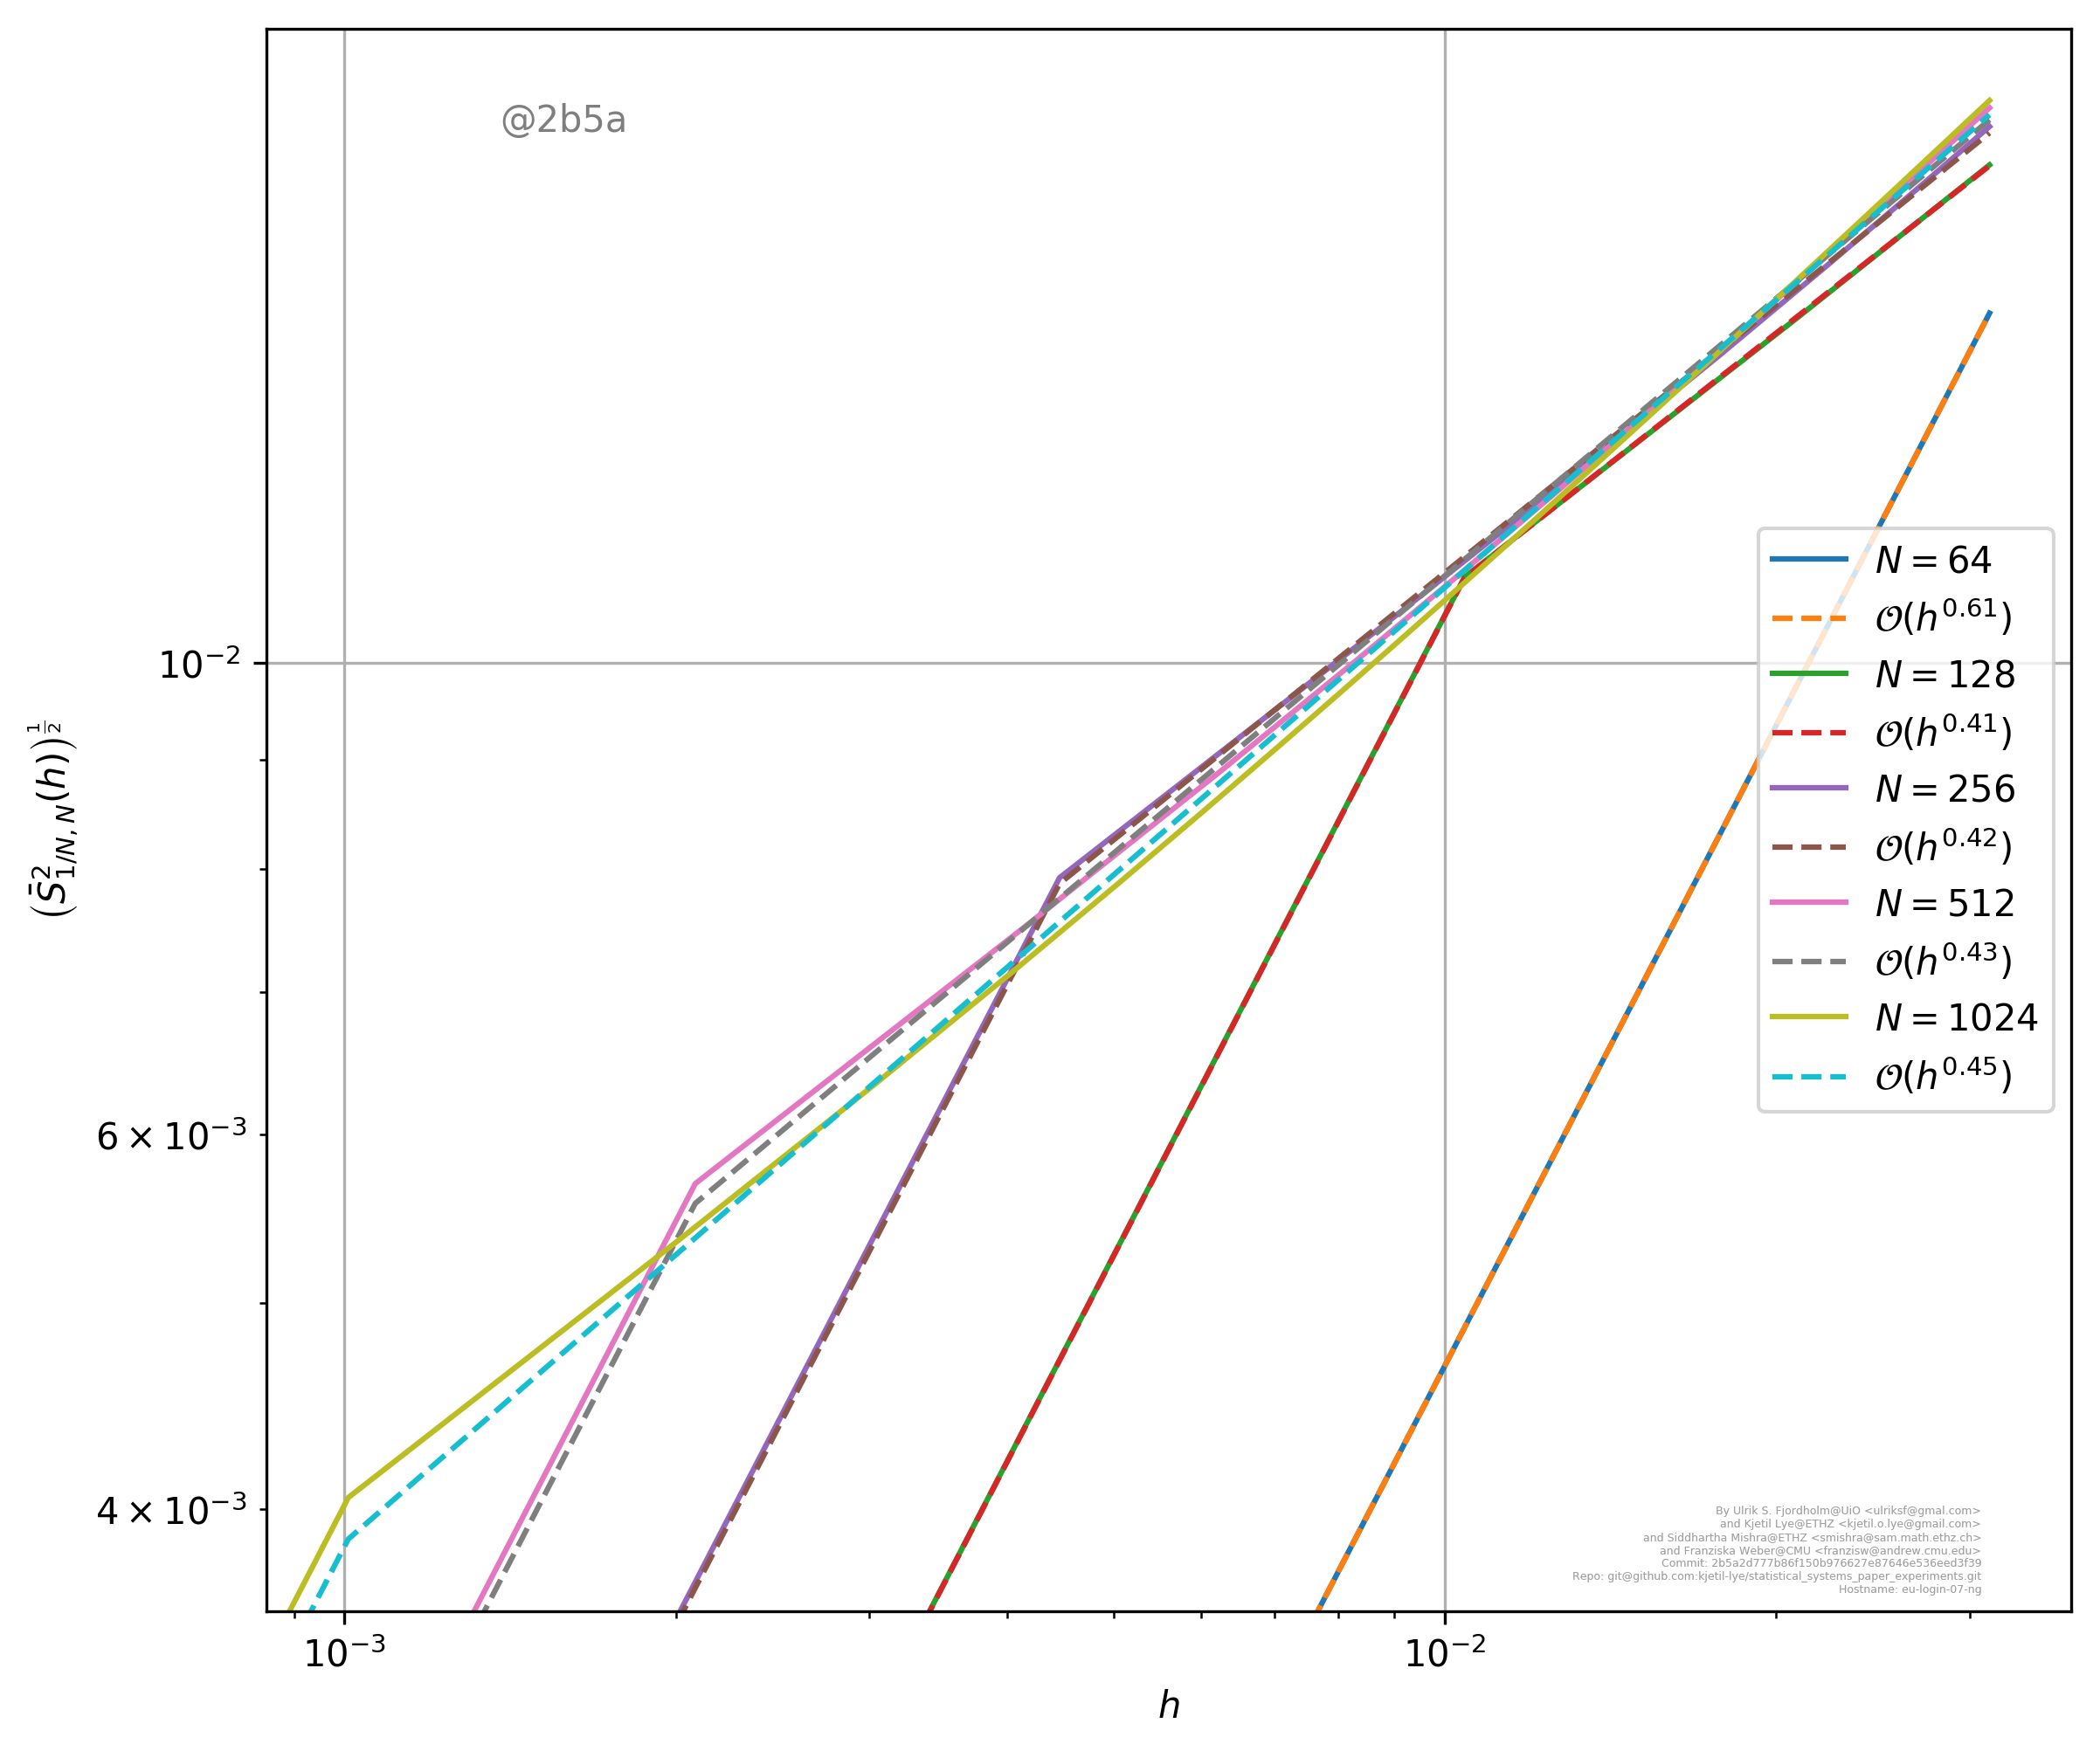 @2b5a
10⁻²
6 × 10⁻³
4 × 10⁻³
(S̄²₁/N, N(h))^½
N = 64
𝒪(h^0.61)
N = 128
𝒪(h^0.41)
N = 256
𝒪(h^0.42)
N = 512
𝒪(h^0.43)
N = 1024
𝒪(h^0.45)
By Ulrik S. Fjordholm@UiO <ulriksf@gmal.com>
and Kjetil Lye@ETHZ <kjetil.o.lye@gmail.com>
and Siddhartha Mishra@ETHZ <smishra@sam.math.ethz.ch>
and Franziska Weber@CMU <franzisw@andrew.cmu.edu>
Commit: 2b5a2d777b86f150b976627e87646e536eed3f39
Repo: git@github.com:kjetil-lye/statistical_systems_paper_experiments.git
Hostname: eu-login-07-ng
10⁻³
10⁻²
h